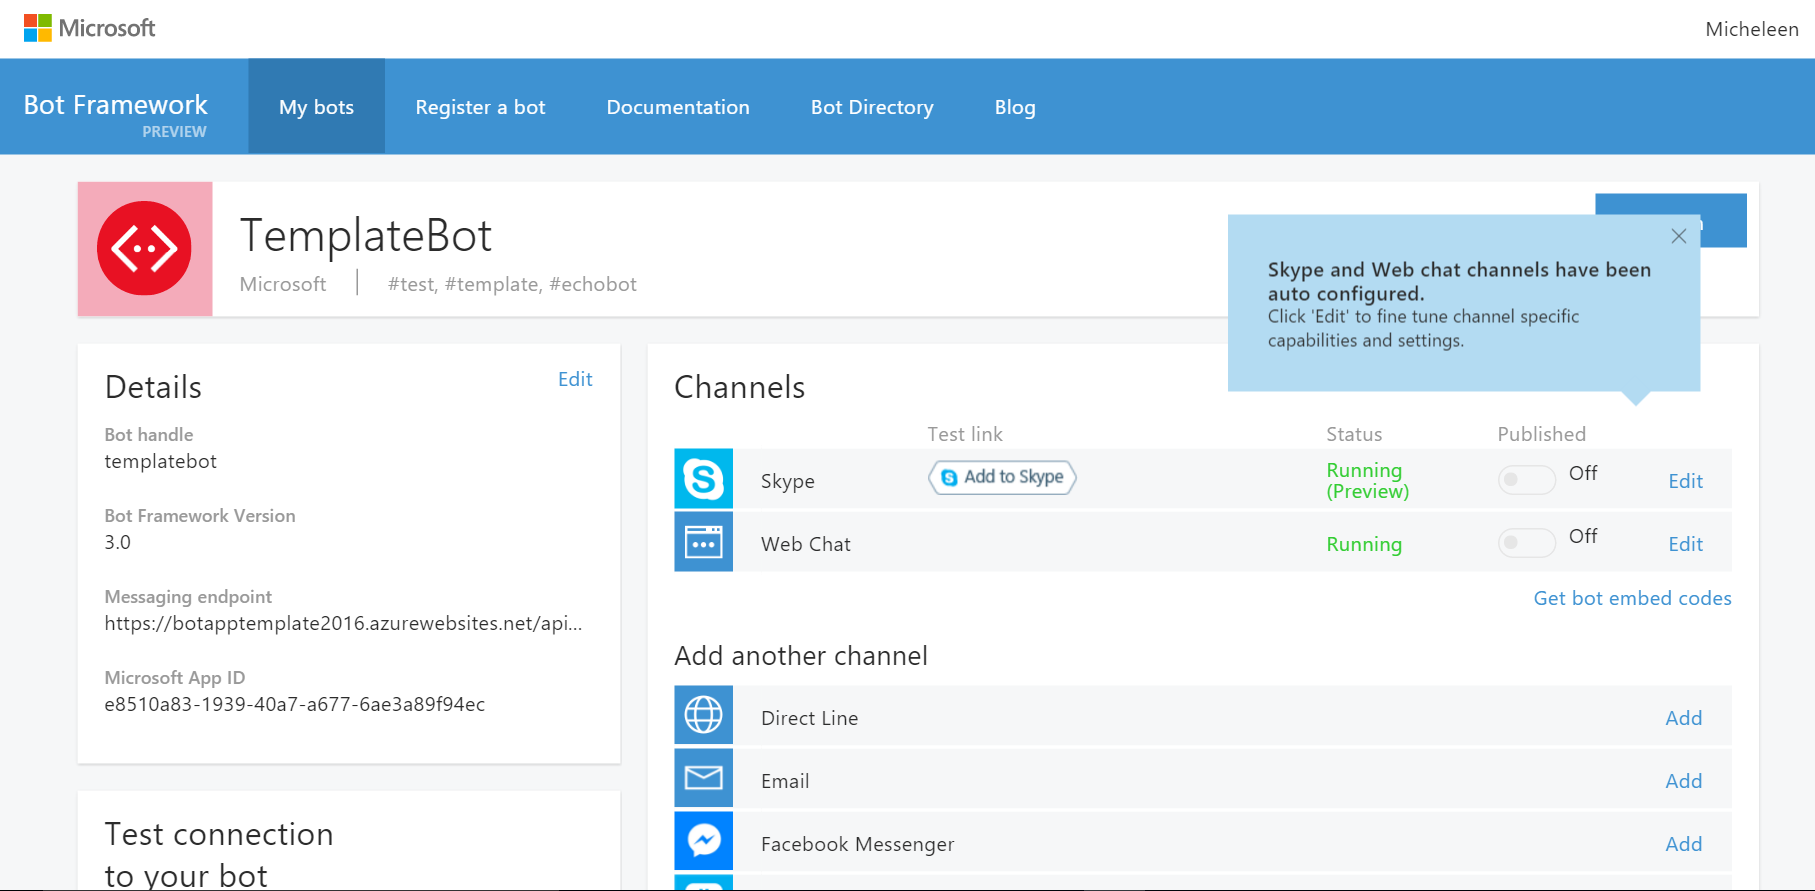 Microsoft
Micheleen
Bot Framework
PREVIEW
My bots
Register a bot
Documentation
Bot Directory
Blog
TemplateBot
Microsoft
#test, #template, #echobot
Skype and Web chat channels have been
auto configured.
Click 'Edit' to fine tune channel specific
capabilities and settings.
Details
Edit
Bot handle
templatebot
Bot Framework Version
3.0
Messaging endpoint
https://botapptemplate2016.azurewebsites.net/api...
Microsoft App ID
e8510a83-1939-40a7-a677-6ae3a89f94ec
Test connection
to your bot
Channels
Test link
Status
Published
Skype
Add to Skype
Running
(Preview)
Off
Edit
Web Chat
Running
Off
Edit
Get bot embed codes
Add another channel
Direct Line
Add
Email
Add
Facebook Messenger
Add